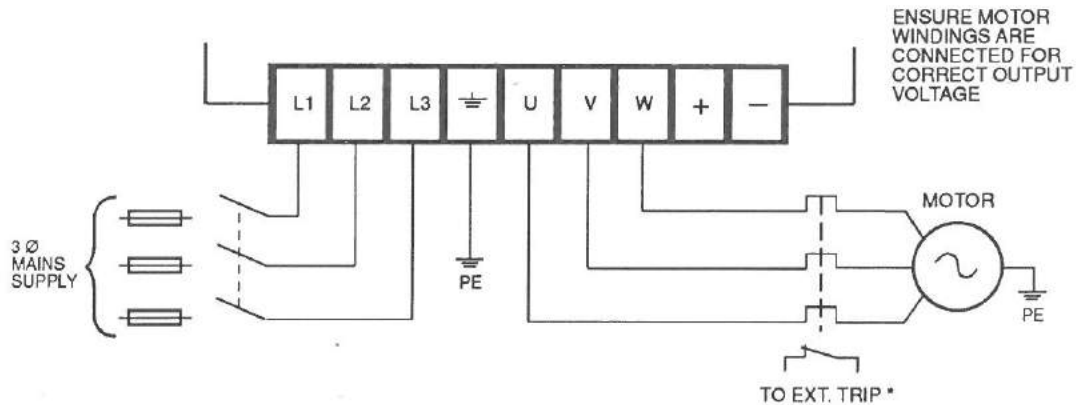 ENSURE MOTOR
WINDINGS ARE
CONNECTED FOR
CORRECT OUTPUT
VOLTAGE
L1 L2 L3 U V W + −
MOTOR
3 Ø
MAINS
SUPPLY
PE
PE
TO EXT. TRIP *